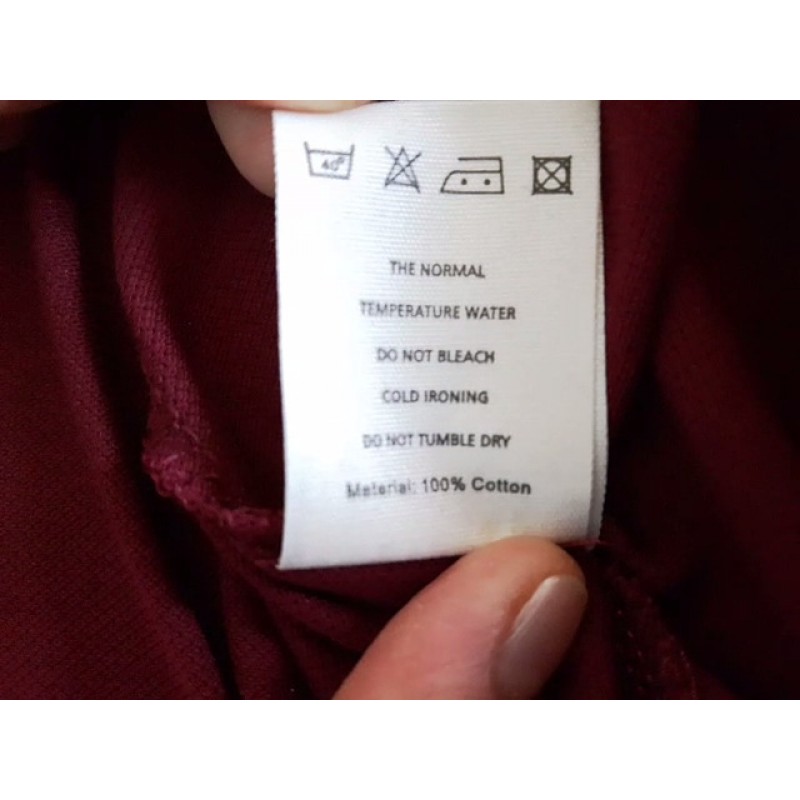 40°
THE NORMAL
TEMPERATURE WATER
DO NOT BLEACH
COLD IRONING
DO NOT TUMBLE DRY
Material: 100% Cotton